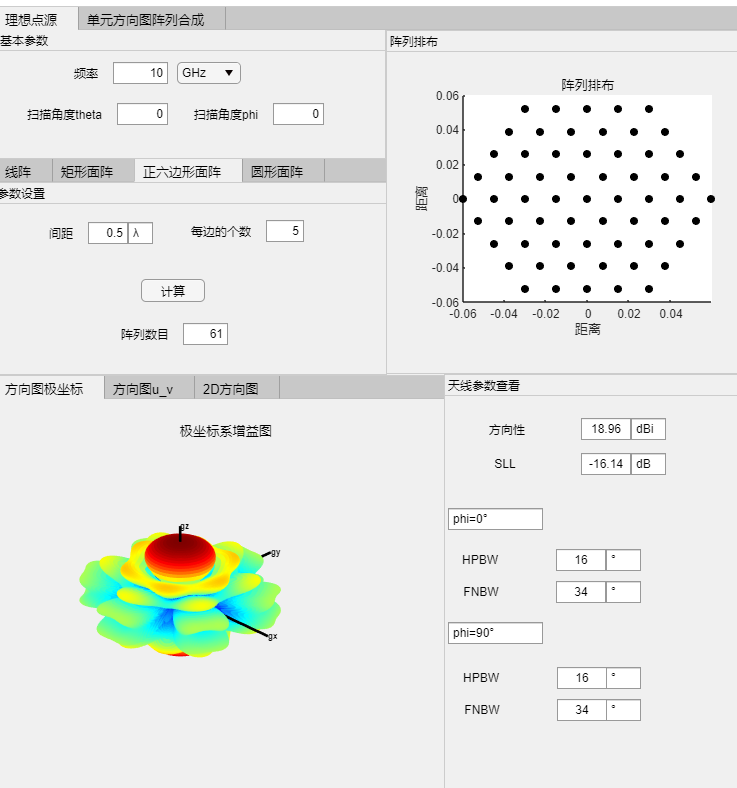 理想点源 单元方向图阵列合成
基本参数
频率 10 GHz
扫描角度theta 0 扫描角度phi 0
线阵 矩形面阵 正六边形面阵 圆形面阵
参数设置
间距 0.5 λ 每边的个数 5
计算
阵列数目 61
阵列排布
阵列排布
0.06
0.04
0.02
0
-0.02
-0.04
-0.06
距离
-0.06 -0.04 -0.02 0 0.02 0.04
距离
方向图极坐标 方向图u_v 2D方向图
极坐标系增益图
gz
gy
gx
天线参数查看
方向性 18.96 dBi
SLL -16.14 dB
phi=0°
HPBW 16 °
FNBW 34 °
phi=90°
HPBW 16 °
FNBW 34 °